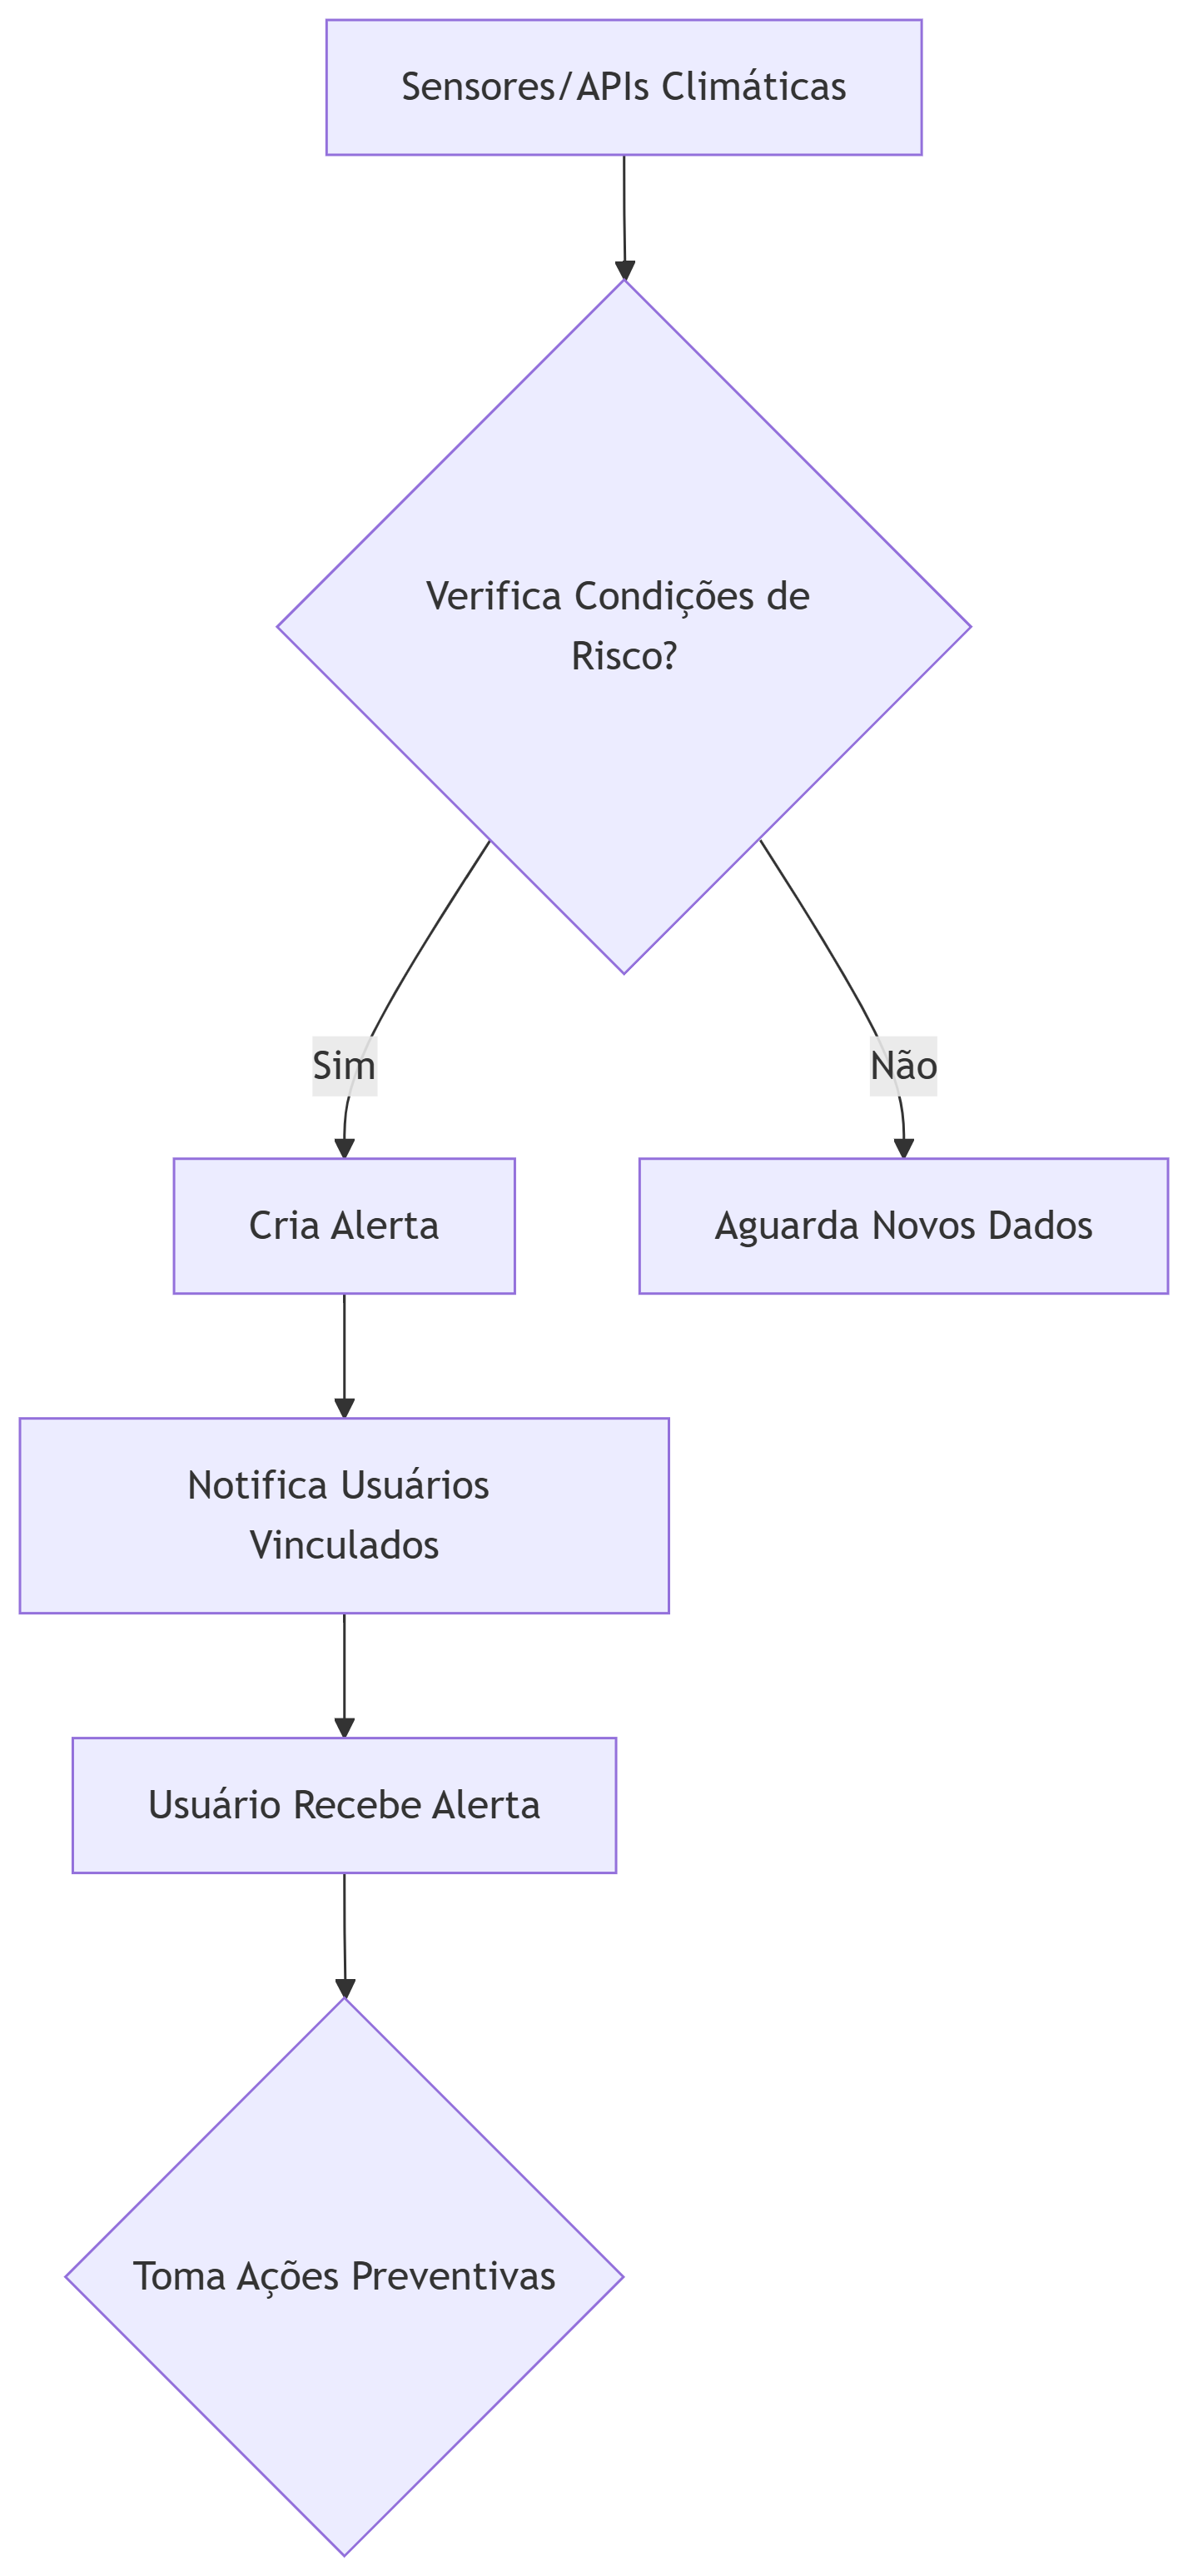 Sensores/APIs Climáticas
Verifica Condições de
Risco?
Sim
Não
Cria Alerta
Aguarda Novos Dados
Notifica Usuários
Vinculados
Usuário Recebe Alerta
Toma Ações Preventivas